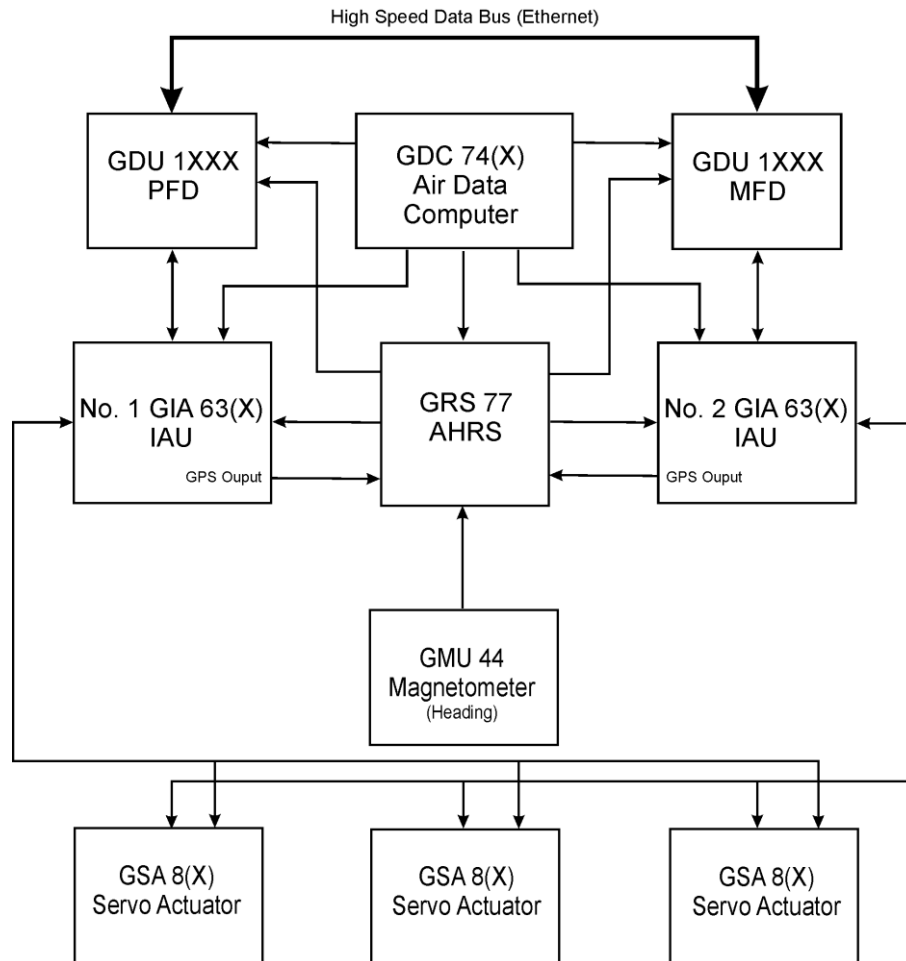 High Speed Data Bus (Ethernet)
GDU 1XXX
PFD
GDC 74(X)
Air Data
Computer
GDU 1XXX
MFD
No. 1 GIA 63(X)
IAU
GPS Ouput
GRS 77
AHRS
No. 2 GIA 63(X)
IAU
GPS Ouput
GMU 44
Magnetometer
(Heading)
GSA 8(X)
Servo Actuator
GSA 8(X)
Servo Actuator
GSA 8(X)
Servo Actuator